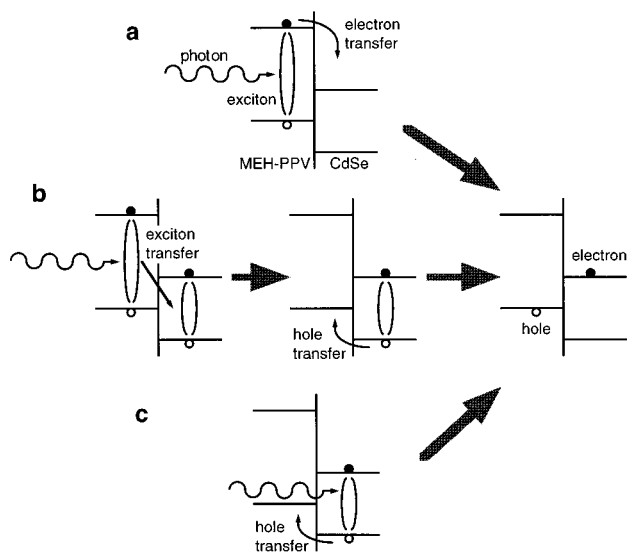 a
electron
transfer
photon
exciton
MEH-PPV
CdSe
b
exciton
transfer
hole
transfer
electron
hole
c
hole
transfer